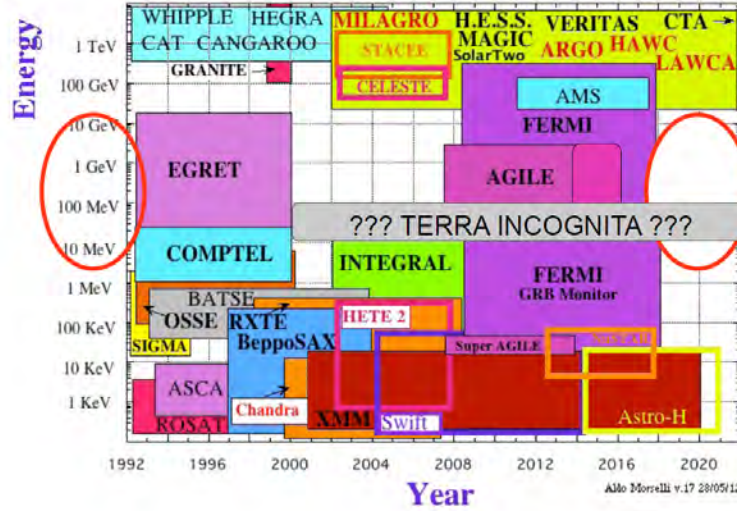 Energy
WHIPPLE HEGRA
CAT CANGAROO
GRANITE
MILAGRO
STACEE
CELESTE
H.E.S.S.
MAGIC
SolarTwo
VERITAS
ARGO HAWC
CTA
LAWCA
AMS
FERMI
EGRET
AGILE
??? TERRA INCOGNITA ???
COMPTEL
INTEGRAL
FERMI
GRB Monitor
BATSE
OSSE
RXTE
SIGMA
BeppoSAX
HETE 2
Super AGILE
ASCA
ROSAT
Chandra
XMM
Swift
Astro-H
1 TeV
100 GeV
10 GeV
1 GeV
100 MeV
10 MeV
1 MeV
100 KeV
10 KeV
1 KeV
1992 1996 2000 2004 2008 2012 2016 2020
Year
Aldo Morselli v.17 28/05/12